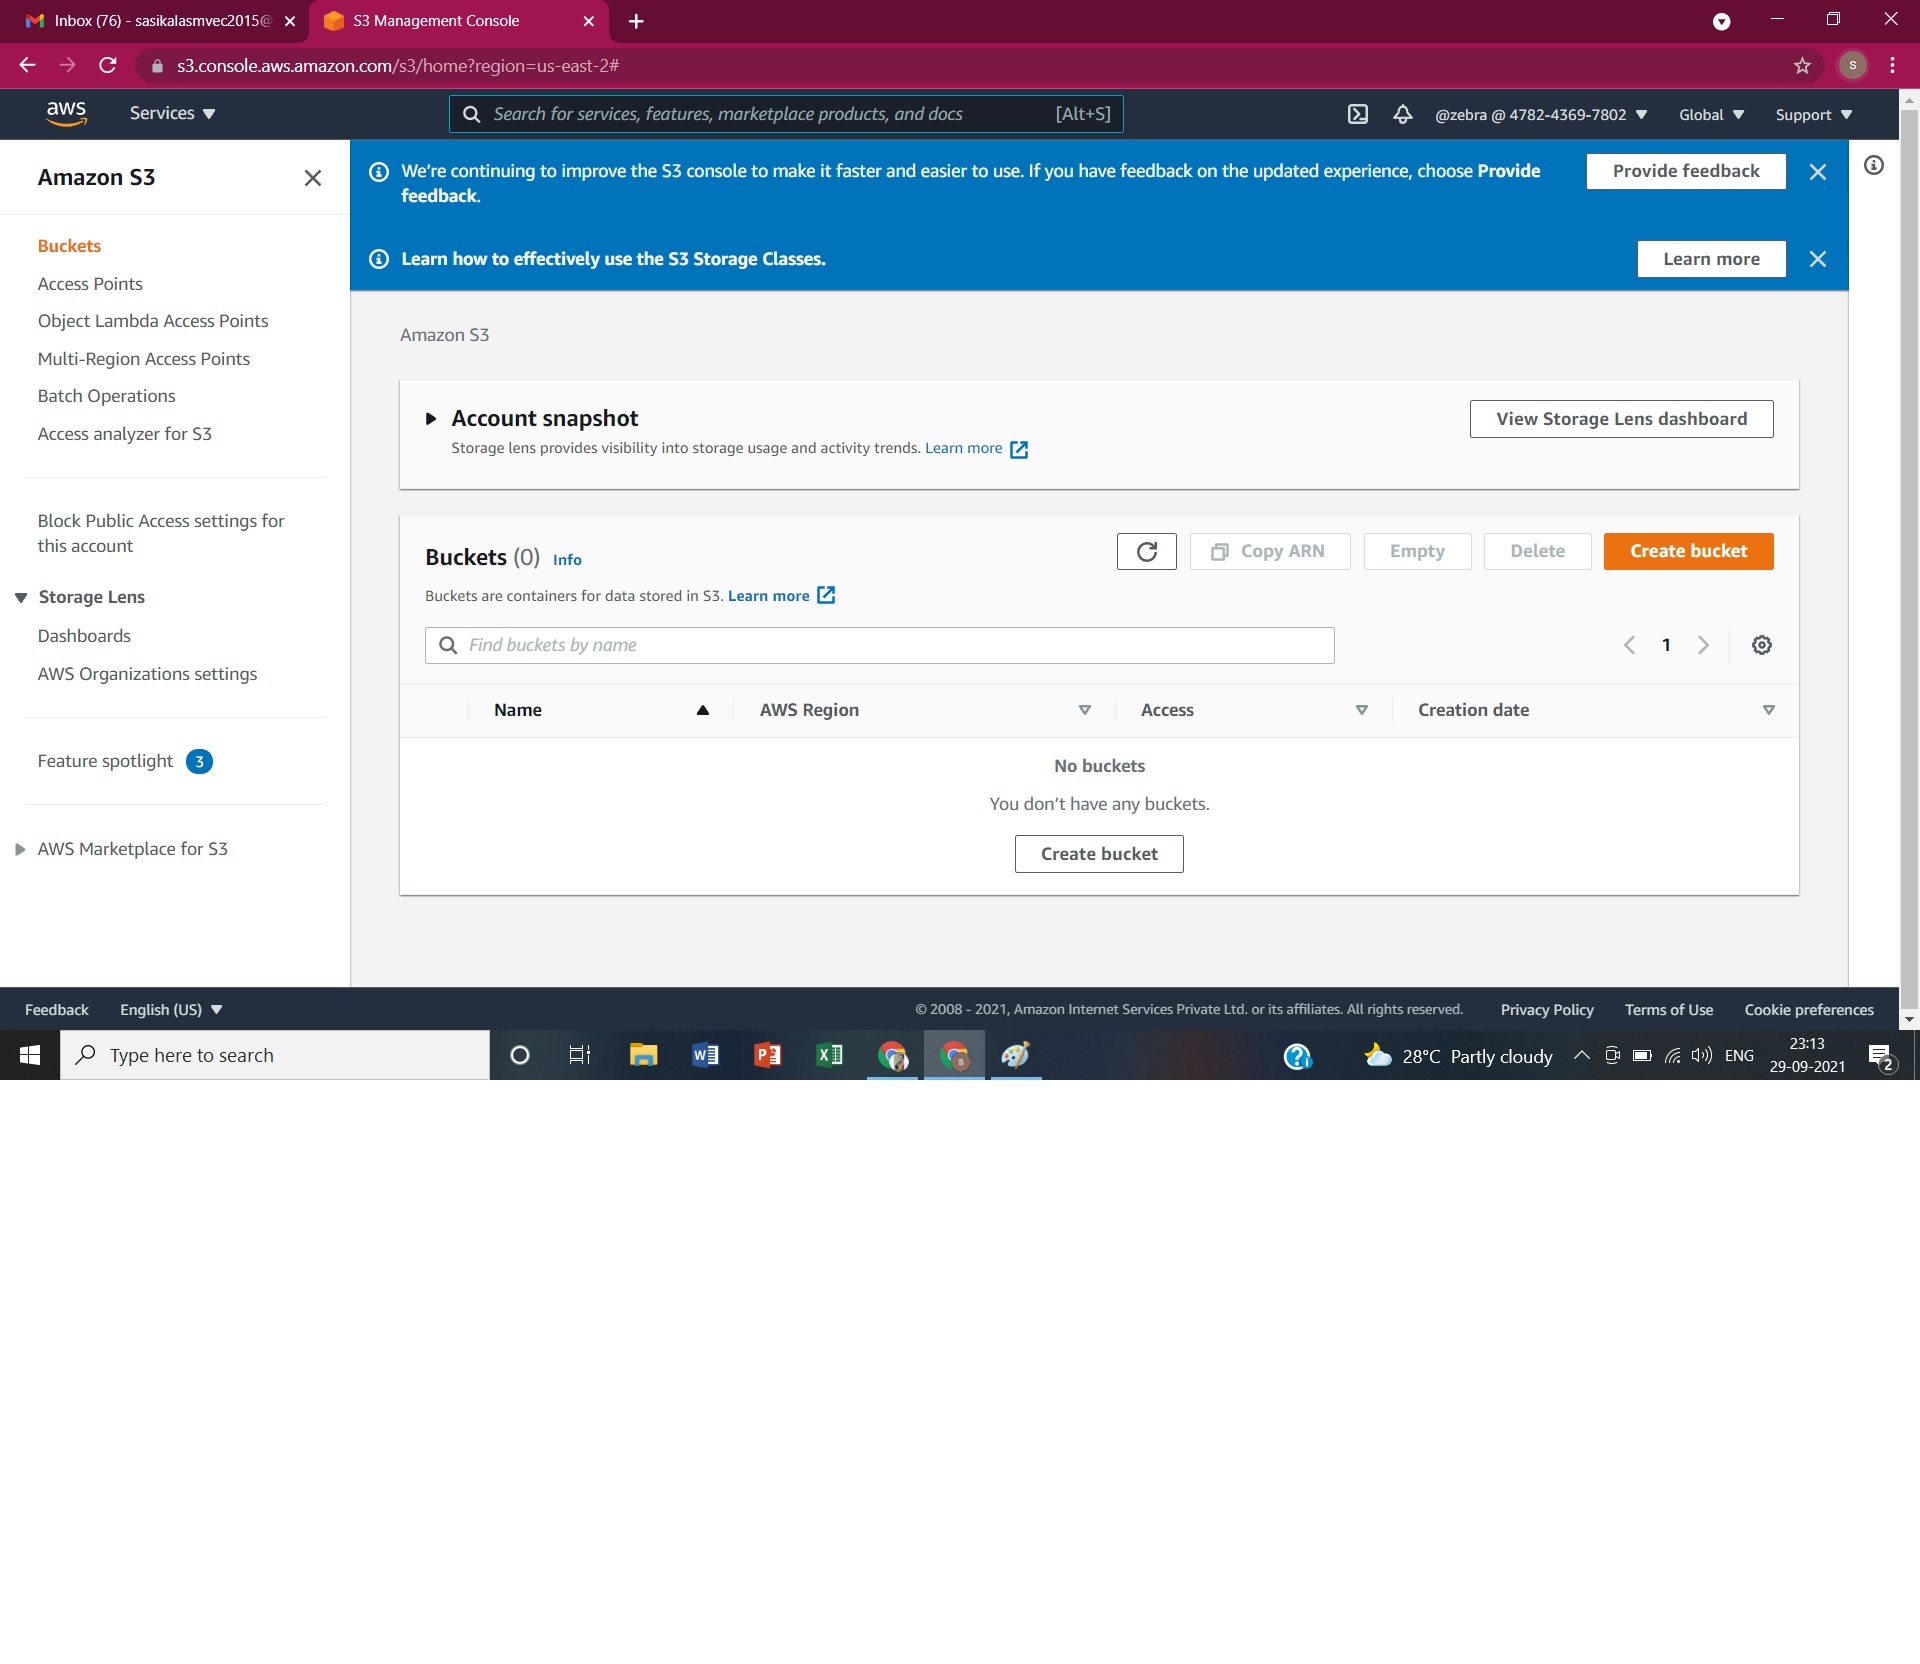 Inbox (76) - sasikalasmvec2015@
S3 Management Console
s3.console.aws.amazon.com/s3/home?region=us-east-2#
S
aws
Services
Search for services, features, marketplace products, and docs
[Alt+S]
@zebra @ 4782-4369-7802
Global
Support
Amazon S3
Buckets
Access Points
Object Lambda Access Points
Multi-Region Access Points
Batch Operations
Access analyzer for S3
Block Public Access settings for
this account
Storage Lens
Dashboards
AWS Organizations settings
Feature spotlight 3
AWS Marketplace for S3
We're continuing to improve the S3 console to make it faster and easier to use. If you have feedback on the updated experience, choose Provide
feedback.
Provide feedback
Learn how to effectively use the S3 Storage Classes.
Learn more
Amazon S3
Account snapshot
Storage lens provides visibility into storage usage and activity trends. Learn more
View Storage Lens dashboard
Buckets (0) Info
Copy ARN
Empty
Delete
Create bucket
Buckets are containers for data stored in S3. Learn more
Find buckets by name
1
Name
AWS Region
Access
Creation date
No buckets
You don't have any buckets.
Create bucket
Feedback
English (US)
© 2008 - 2021, Amazon Internet Services Private Ltd. or its affiliates. All rights reserved.
Privacy Policy
Terms of Use
Cookie preferences
Type here to search
28°C Partly cloudy
ENG
23:13
29-09-2021
2